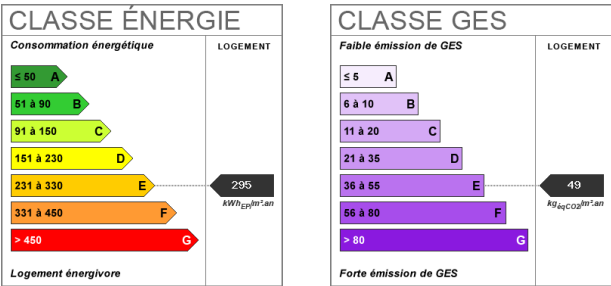 CLASSE ÉNERGIE
Consommation énergétique
LOGEMENT
≤ 50 A
51 à 90 B
91 à 150 C
151 à 230 D
231 à 330 E
295
kWhEP/m².an
331 à 450 F
> 450 G
Logement énergivore
CLASSE GES
Faible émission de GES
LOGEMENT
≤ 5 A
6 à 10 B
11 à 20 C
21 à 35 D
36 à 55 E
49
kgéqCO2/m².an
56 à 80 F
> 80 G
Forte émission de GES